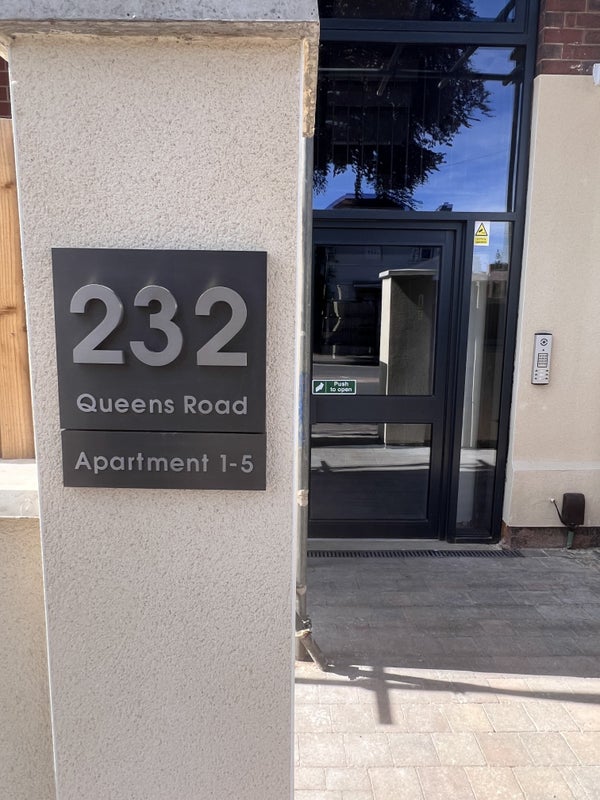 232
Queens Road
Apartment 1-5
Push
to open